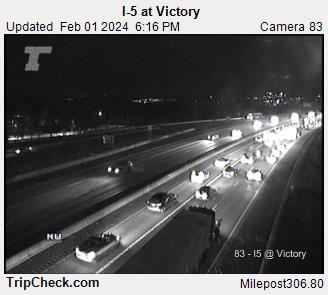 I-5 at Victory
Updated Feb 01 2024 6:16 PM Camera 83
T
NW
83 - I5 @ Victory
TripCheck.com Milepost306.80